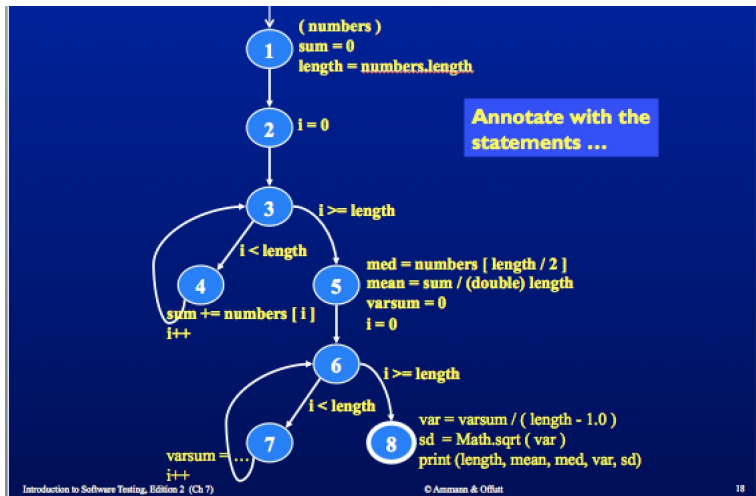 1
( numbers )
sum = 0
length = numbers.length
2
i = 0
Annotate with the
statements ...
3
i >= length
i < length
4
sum += numbers [ i ]
i++
5
med = numbers [ length / 2 ]
mean = sum / (double) length
varsum = 0
i = 0
6
i >= length
i < length
7
varsum = ...
i++
8
var = varsum / ( length - 1.0 )
sd = Math.sqrt ( var )
print (length, mean, med, var, sd)
Introduction to Software Testing, Edition 2 (Ch 7)
© Ammann & Offutt
18